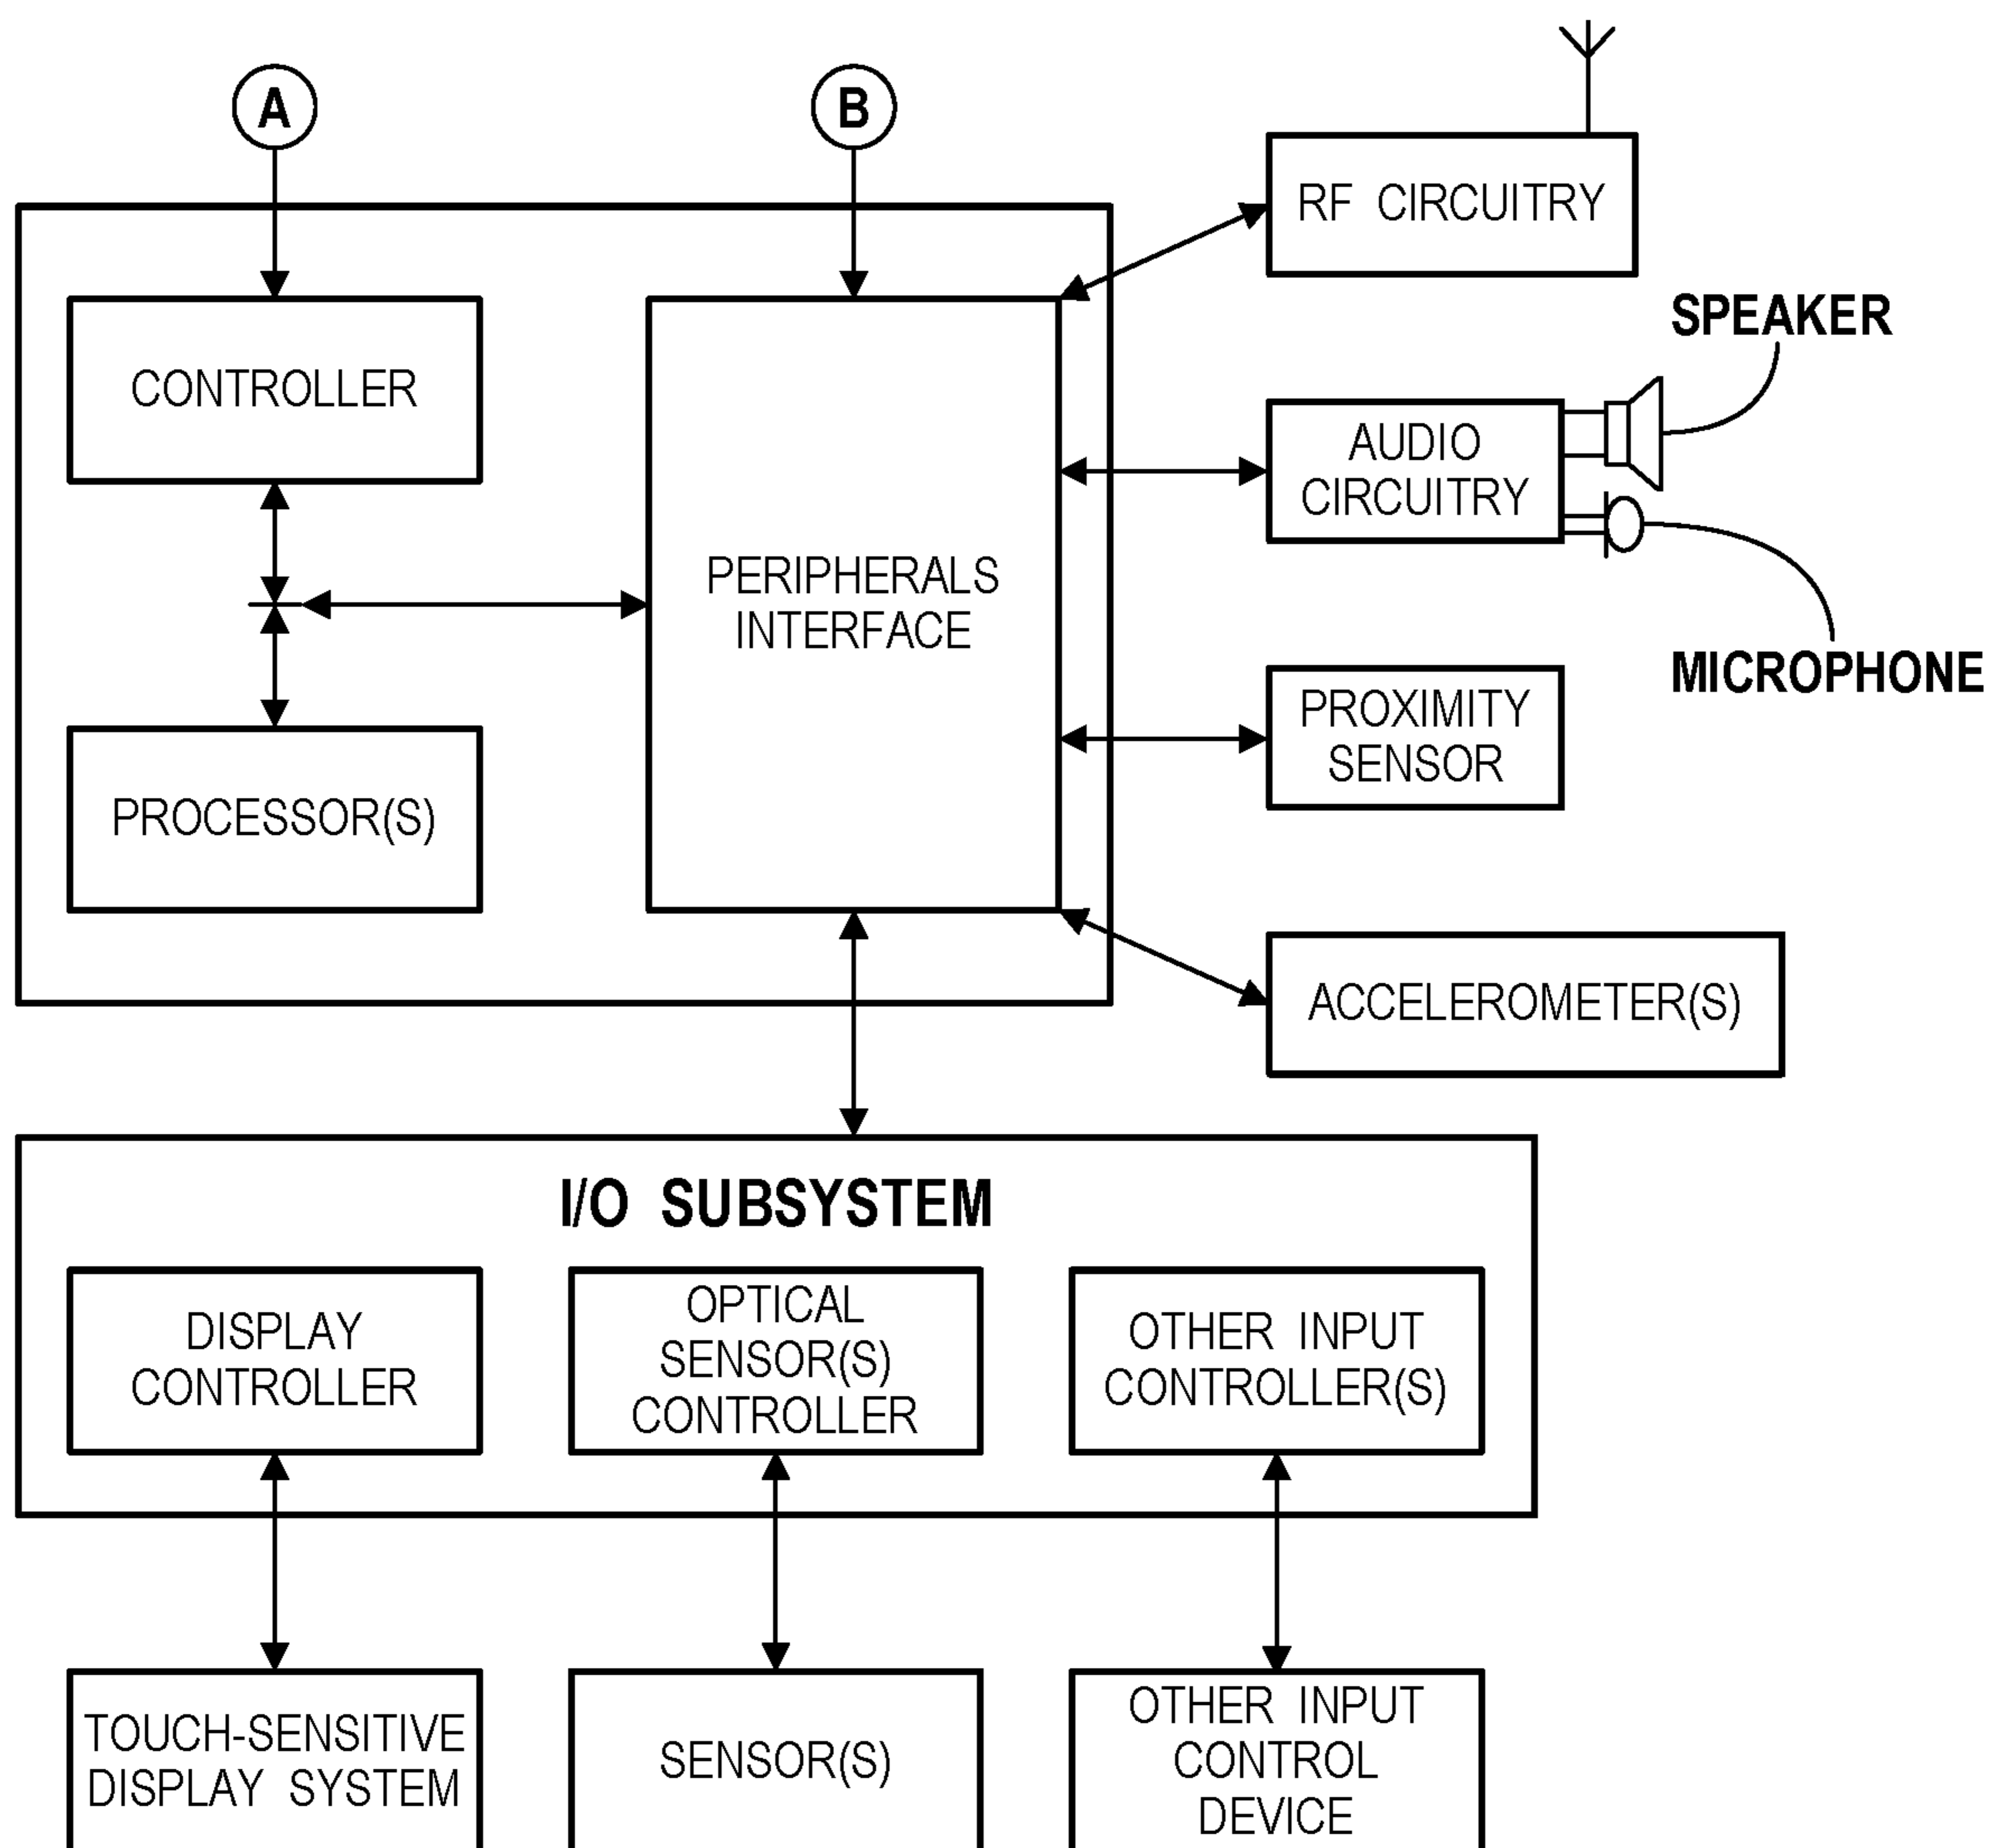 A
B
RF CIRCUITRY
SPEAKER
CONTROLLER
AUDIO
CIRCUITRY
PERIPHERALS
INTERFACE
MICROPHONE
PROXIMITY
SENSOR
PROCESSOR(S)
ACCELEROMETER(S)
I/O SUBSYSTEM
DISPLAY
CONTROLLER
OPTICAL
SENSOR(S)
CONTROLLER
OTHER INPUT
CONTROLLER(S)
TOUCH-SENSITIVE
DISPLAY SYSTEM
SENSOR(S)
OTHER INPUT
CONTROL
DEVICE